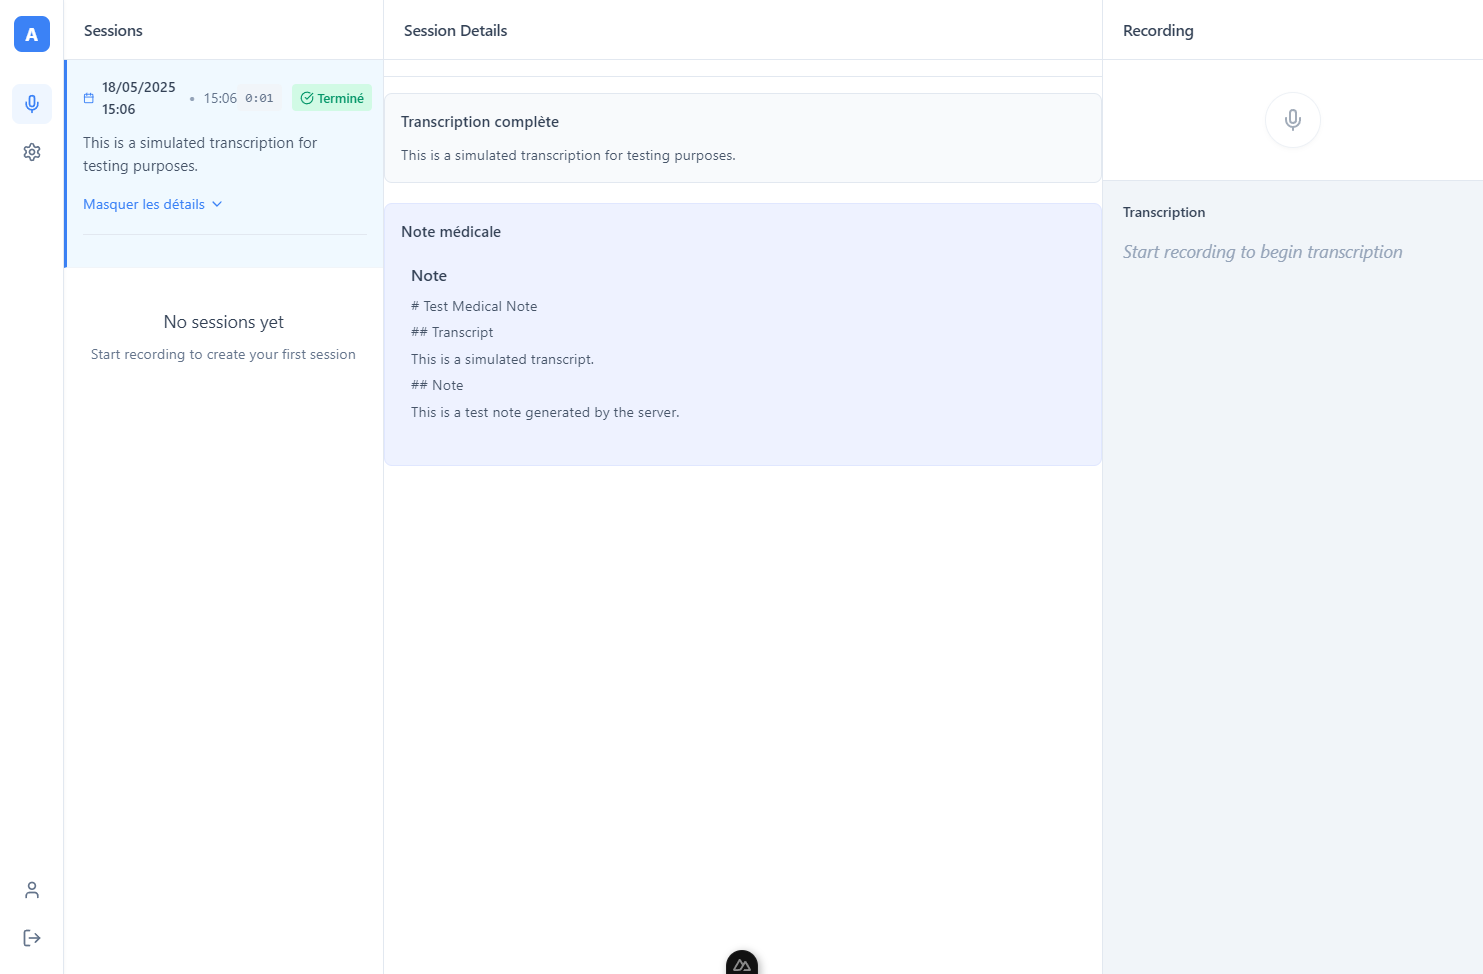 A
Sessions
18/05/2025
15:06
15:06
0:01
Terminé
This is a simulated transcription for
testing purposes.
Masquer les détails
No sessions yet
Start recording to create your first session
Session Details
Transcription complète
This is a simulated transcription for testing purposes.
Note médicale
Note
# Test Medical Note
## Transcript
This is a simulated transcript.
## Note
This is a test note generated by the server.
Recording
Transcription
Start recording to begin transcription